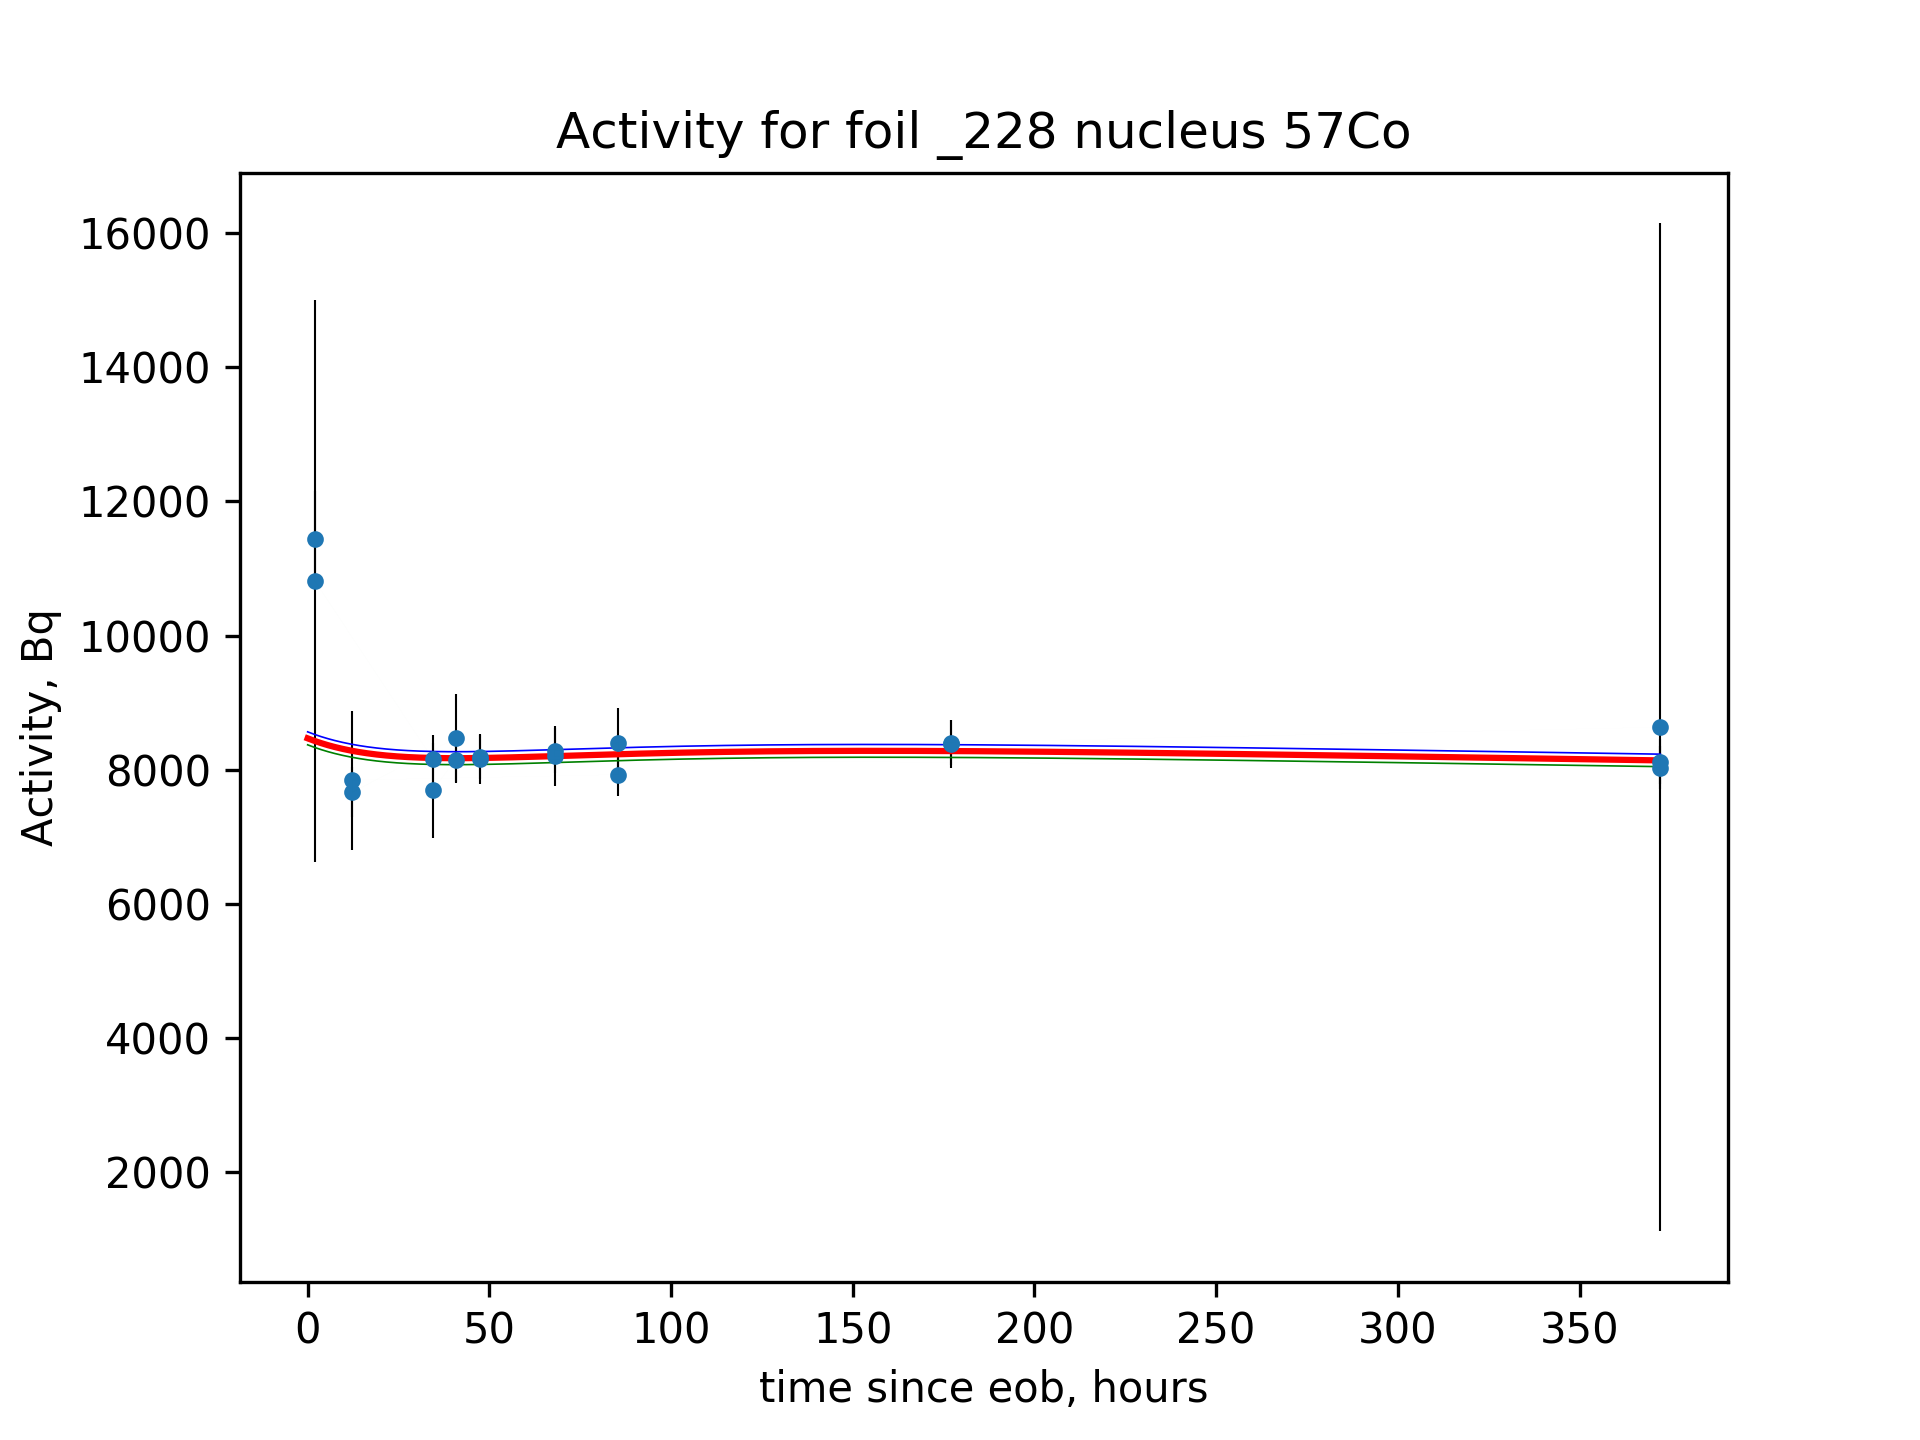 Activity for foil _228 nucleus 57Co
16000
14000
12000
10000
8000
6000
4000
2000
Activity, Bq
0 50 100 150 200 250 300 350
time since eob, hours